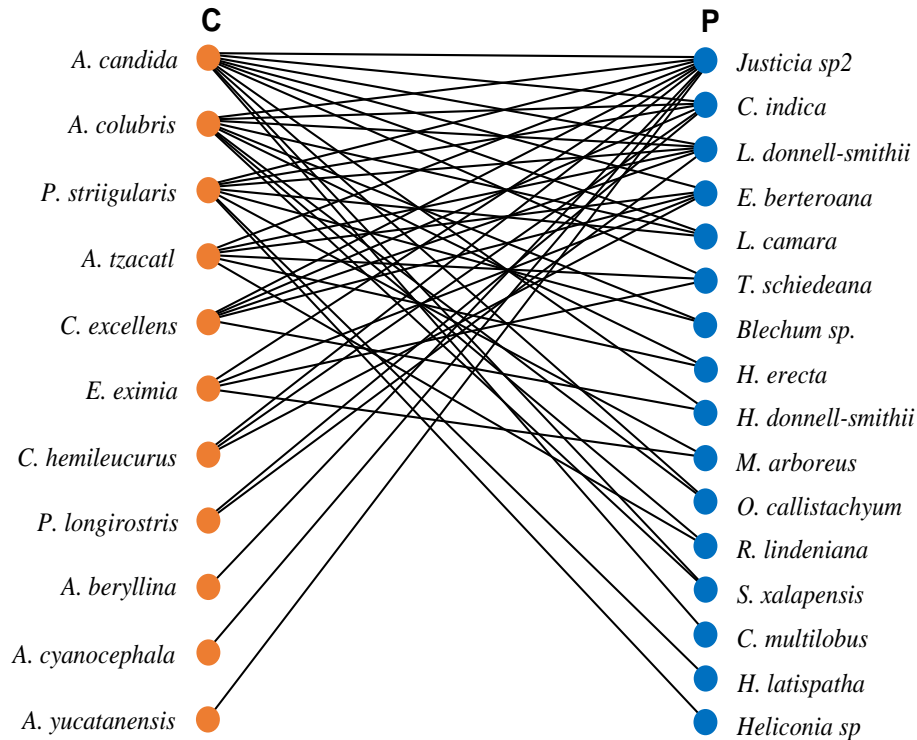 C
P
A. candida
A. colubris
P. striigularis
A. tzacatl
C. excellens
E. eximia
C. hemileucurus
P. longirostris
A. beryllina
A. cyanocephala
A. yucatanensis
Justicia sp2
C. indica
L. donnell-smithii
E. berteroana
L. camara
T. schiedeana
Blechum sp.
H. erecta
H. donnell-smithii
M. arboreus
O. callistachyum
R. lindeniana
S. xalapensis
C. multilobus
H. latispatha
Heliconia sp